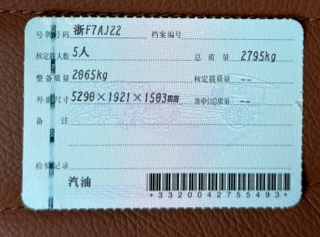 号牌号码 浙F7AJ22 档案编号
核定载人数 5人 总质量 2795kg
整备质量 2065kg 核定载质量 --
外廓尺寸 5290×1921×1503mm 准牵引总质量 --
备注
检验记录
汽油
*3320042755493*